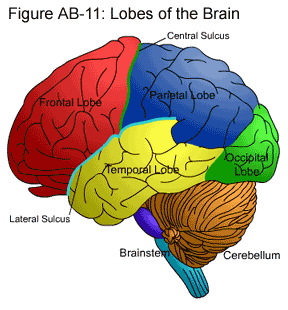 Figure AB-11: Lobes of the Brain
Central Sulcus
Frontal Lobe
Parietal Lobe
Occipital
Lobe
Temporal Lobe
Lateral Sulcus
Brainstem
Cerebellum